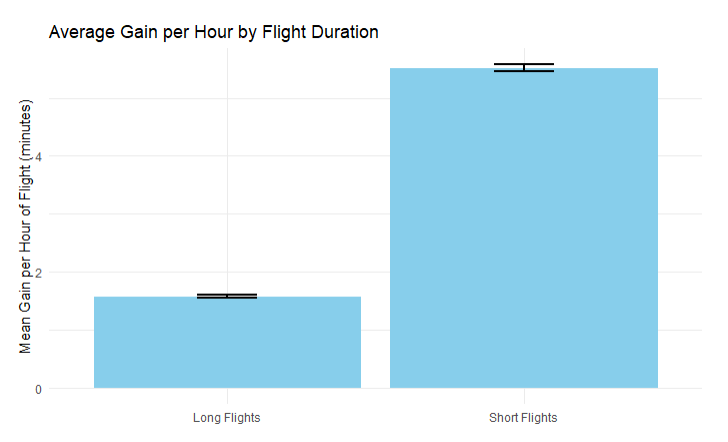 Average Gain per Hour by Flight Duration
Mean Gain per Hour of Flight (minutes)
4
2
0
Long Flights
Short Flights